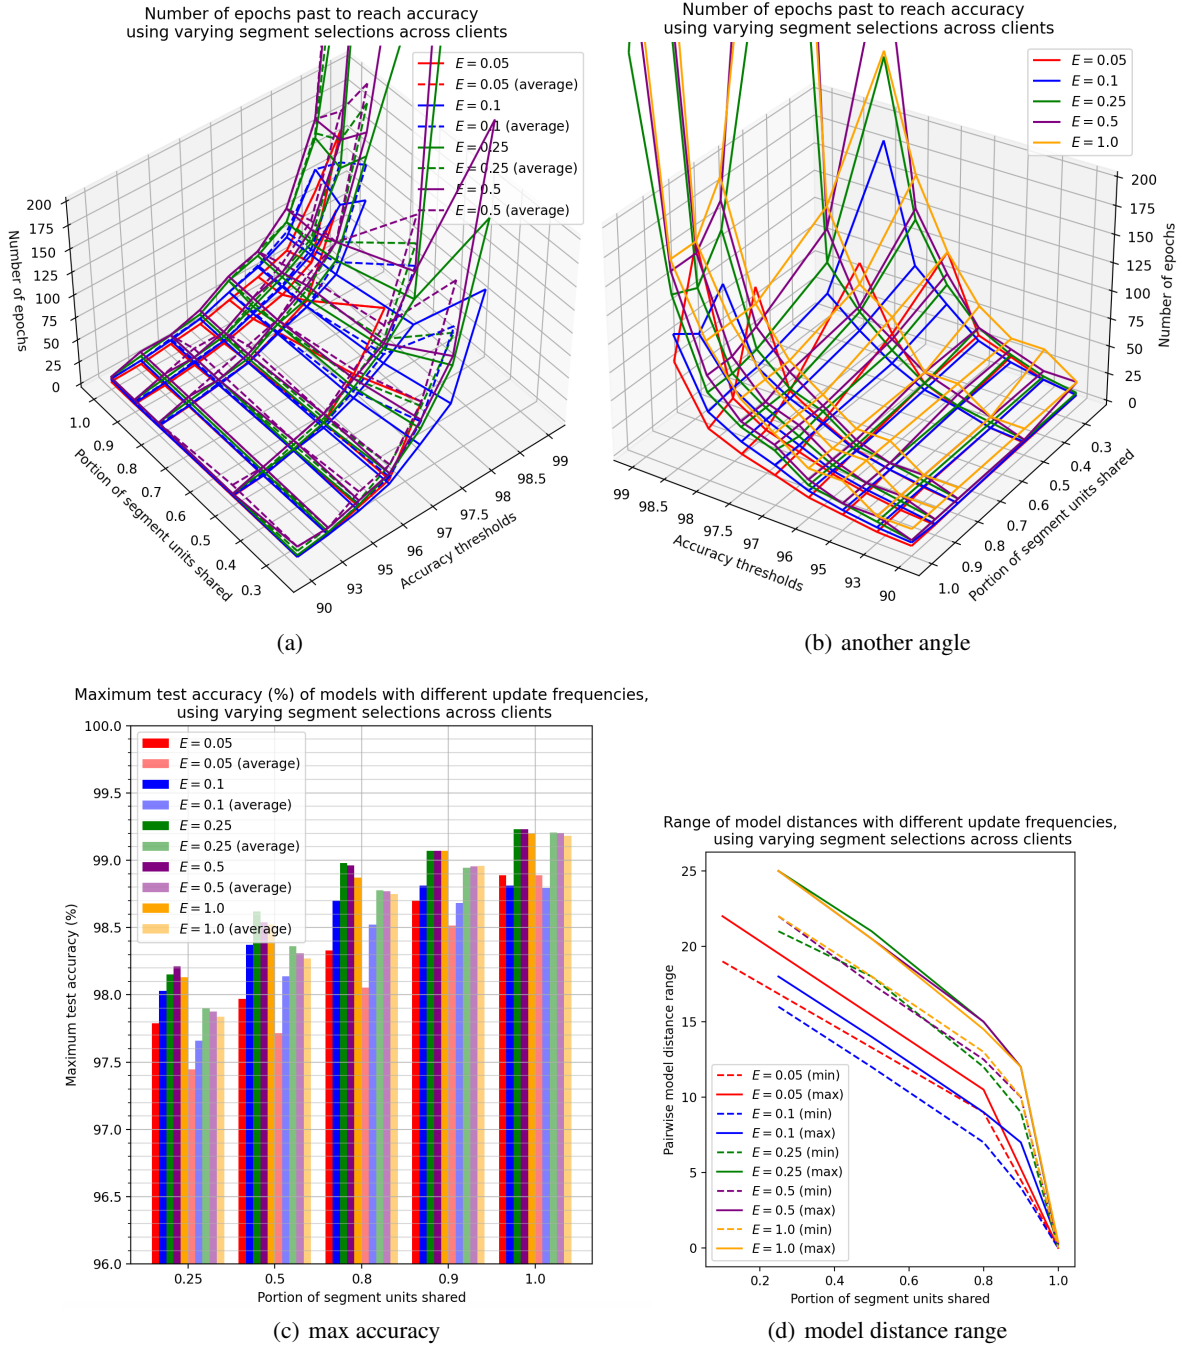 Number of epochs past to reach accuracy
using varying segment selections across clients
E = 0.05
E = 0.05 (average)
E = 0.1
E = 0.1 (average)
E = 0.25
E = 0.25 (average)
E = 0.5
E = 0.5 (average)
Number of epochs
200
175
150
125
100
75
50
25
0
1.0
0.9
0.8
0.7
0.6
0.5
0.4
0.3
Portion of segment units shared
90
93
95
96
97
97.5
98
98.5
99
Accuracy thresholds
(a)
Number of epochs past to reach accuracy
using varying segment selections across clients
E = 0.05
E = 0.1
E = 0.25
E = 0.5
E = 1.0
200
175
150
125
100
75
50
25
0
Number of epochs
0.3
0.4
0.5
0.6
0.7
0.8
0.9
1.0
Portion of segment units shared
99
98.5
98
97.5
97
96
95
93
90
Accuracy thresholds
(b) another angle
Maximum test accuracy (%) of models with different update frequencies,
using varying segment selections across clients
E = 0.05
E = 0.05 (average)
E = 0.1
E = 0.1 (average)
E = 0.25
E = 0.25 (average)
E = 0.5
E = 0.5 (average)
E = 1.0
E = 1.0 (average)
Maximum test accuracy (%)
100.0
99.5
99.0
98.5
98.0
97.5
97.0
96.5
96.0
0.25
0.5
0.8
0.9
1.0
Portion of segment units shared
(c) max accuracy
Range of model distances with different update frequencies,
using varying segment selections across clients
Pairwise model distance range
25
20
15
10
5
0
E = 0.05 (min)
E = 0.05 (max)
E = 0.1 (min)
E = 0.1 (max)
E = 0.25 (min)
E = 0.25 (max)
E = 0.5 (min)
E = 0.5 (max)
E = 1.0 (min)
E = 1.0 (max)
0.2
0.4
0.6
0.8
1.0
Portion of segment units shared
(d) model distance range